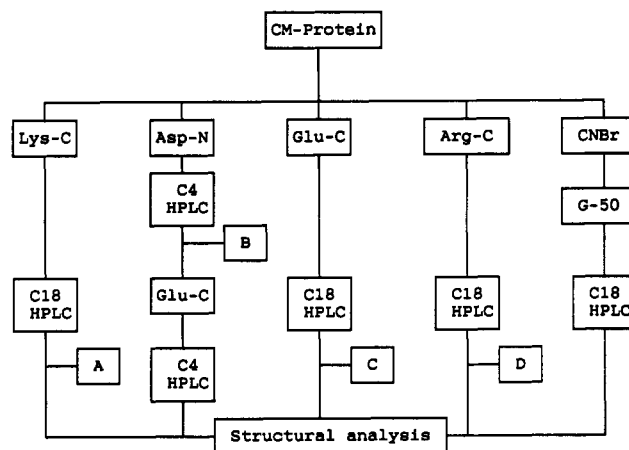 CM-Protein
Lys-C
Asp-N
Glu-C
Arg-C
CNBr
C4
HPLC
G-50
B
C18
HPLC
Glu-C
C18
HPLC
C18
HPLC
C18
HPLC
A
C4
HPLC
C
D
Structural analysis